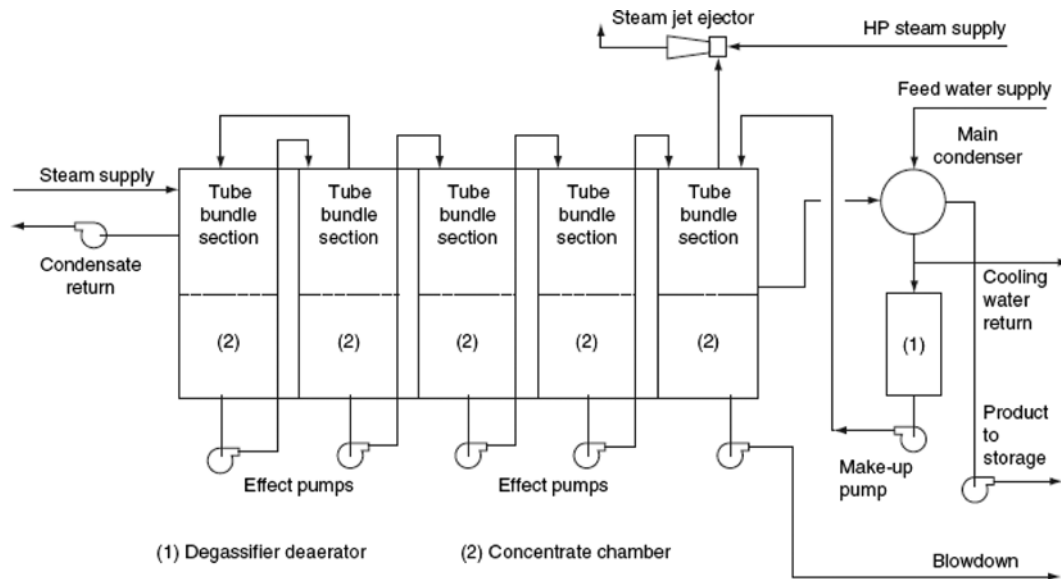 Steam jet ejector
HP steam supply
Feed water supply
Main
condenser
Steam supply
Tube
bundle
section
Tube
bundle
section
Tube
bundle
section
Tube
bundle
section
Tube
bundle
section
Condensate
return
Cooling
water
return
(2)
(2)
(2)
(2)
(2)
(1)
Product
to
storage
Make-up
pump
Effect pumps
Effect pumps
(1) Degassifier deaerator
(2) Concentrate chamber
Blowdown